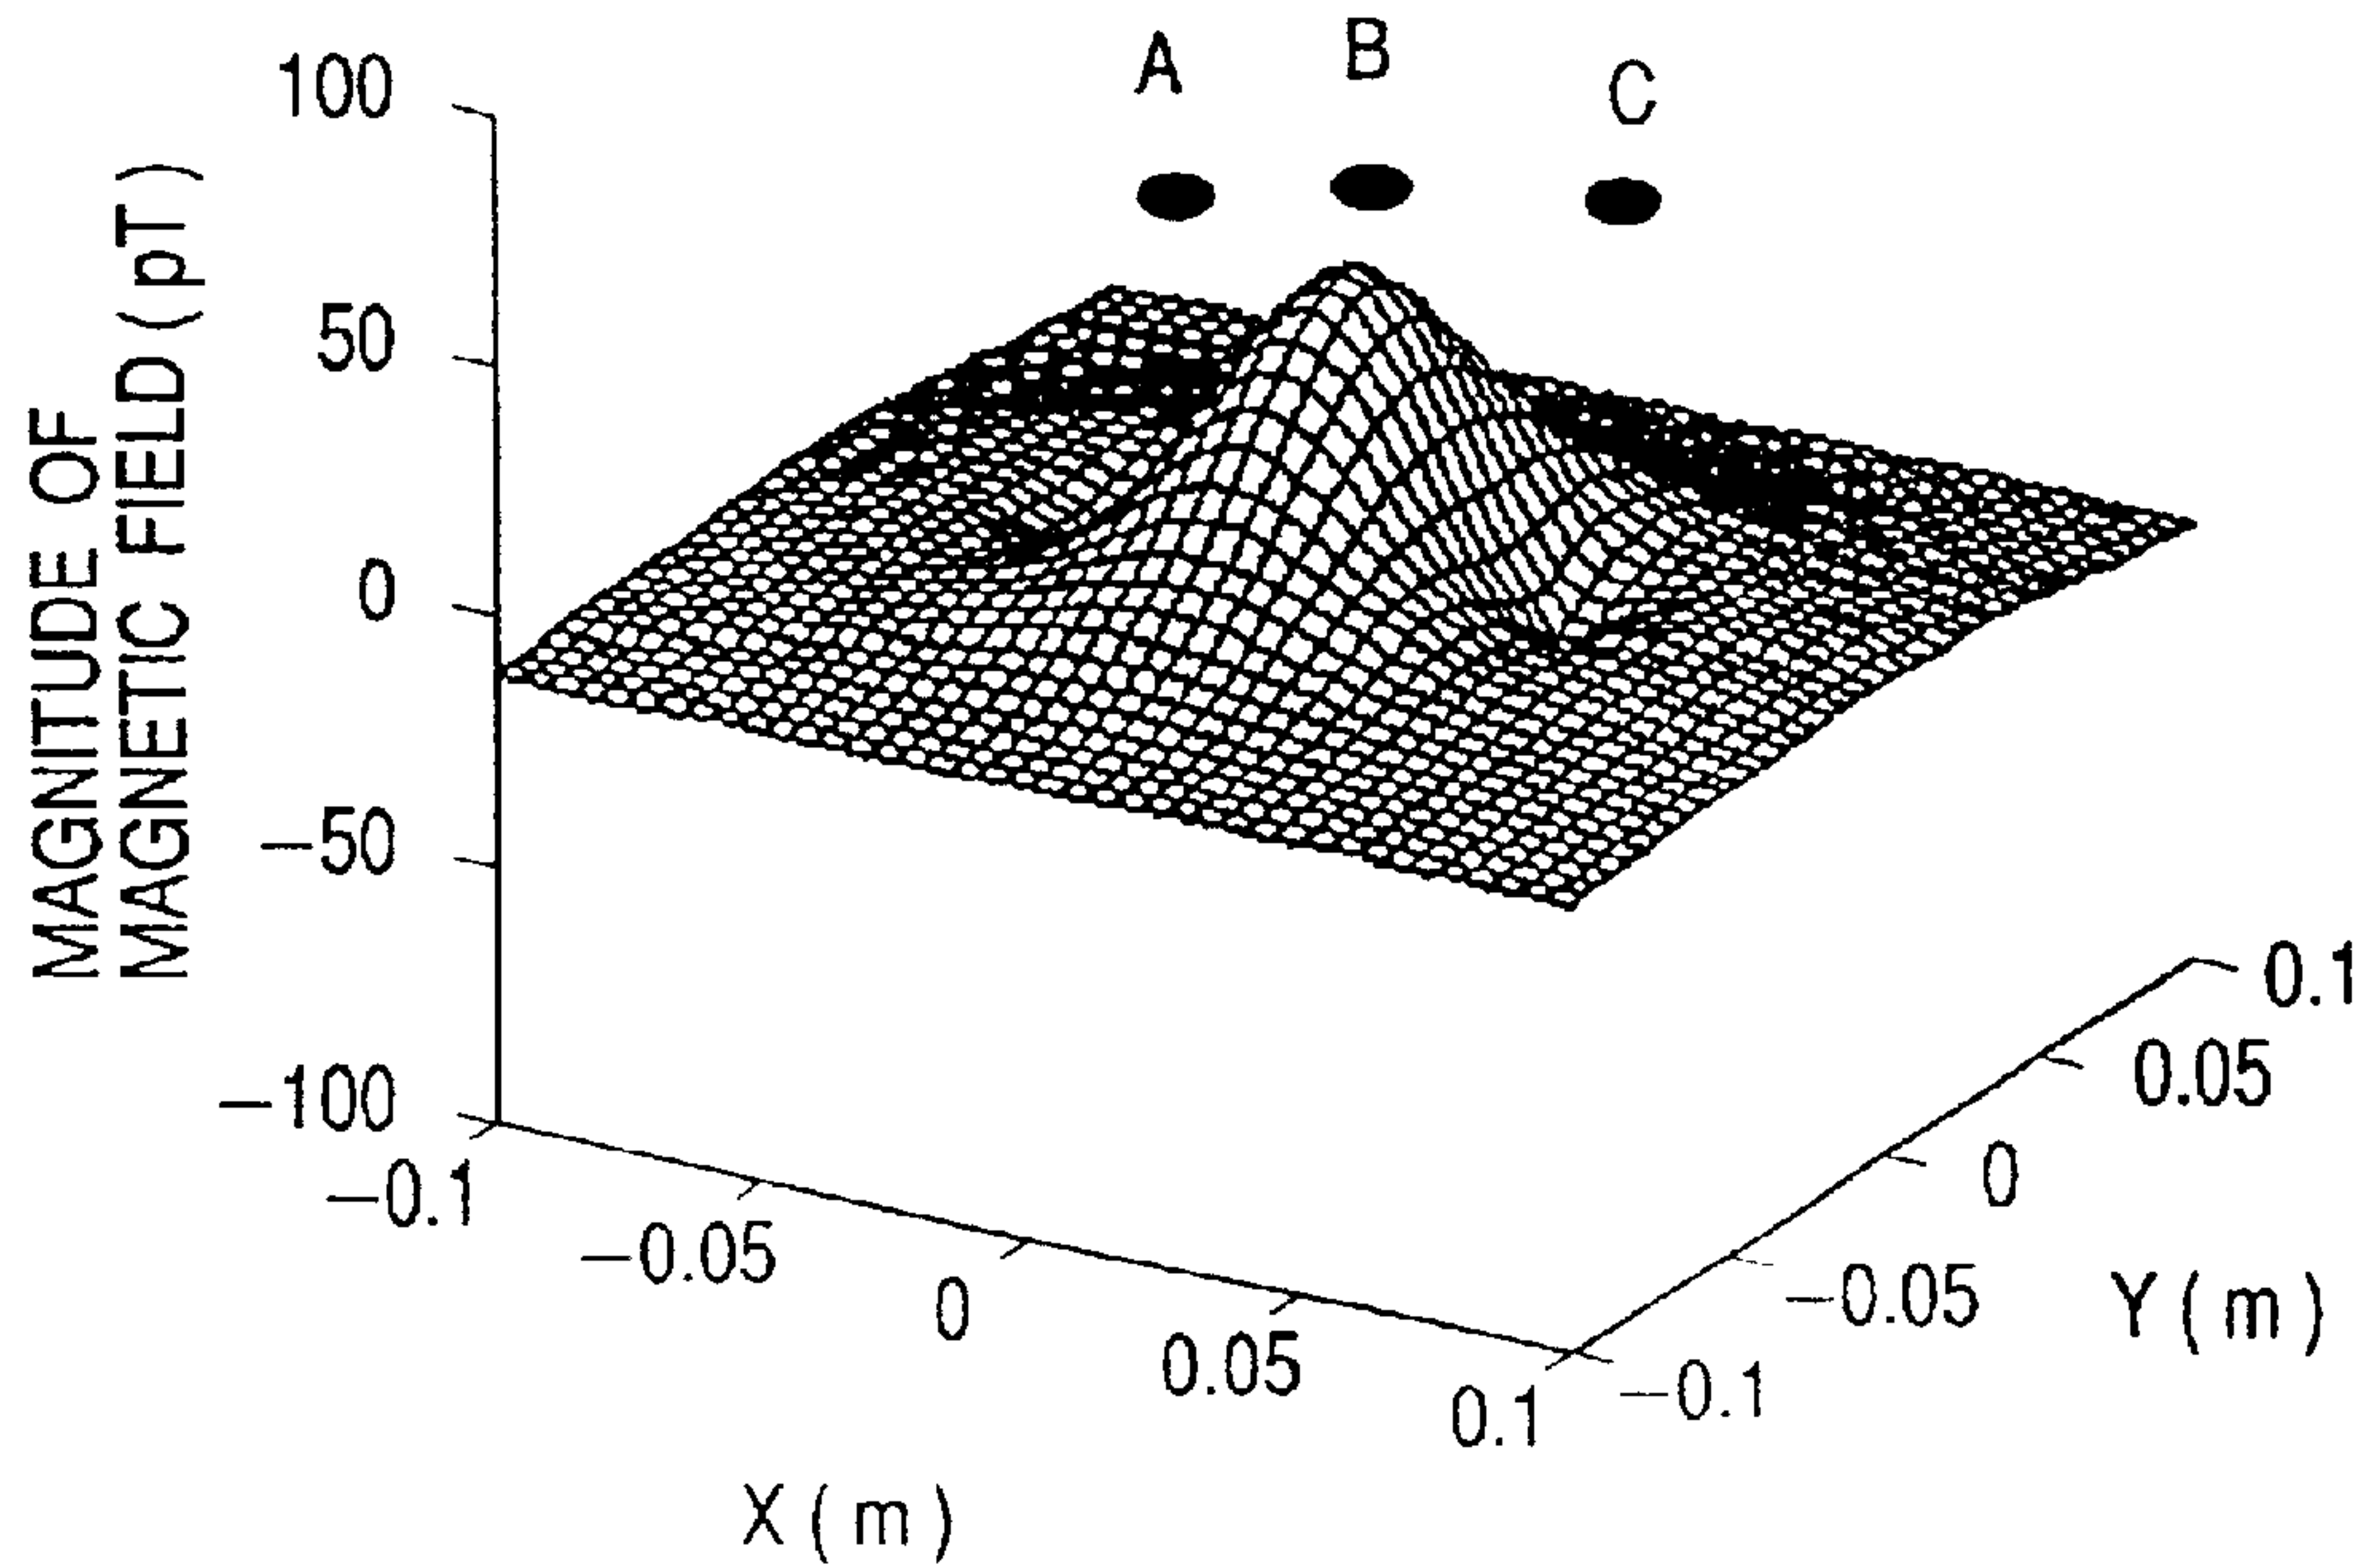 A
B
C
100
50
0
−50
−100
MAGNITUDE OF
MAGNETIC FIELD (pT)
−0.1
−0.05
0
0.05
0.1
X (m)
0.1
0.05
0
−0.05
−0.1
Y (m)